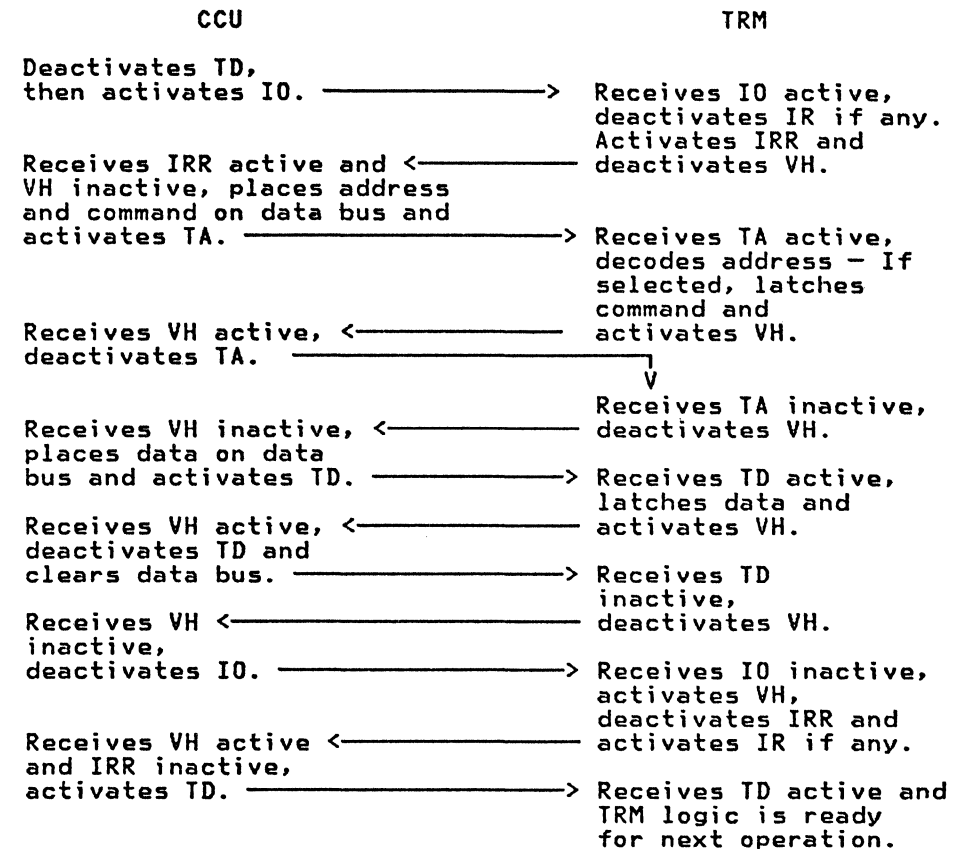 CCU TRM
Deactivates TD,
then activates IO. ─────────────> Receives IO active,
deactivates IR if any.
Activates IRR and
Receives IRR active and <───────── deactivates VH.
VH inactive, places address
and command on data bus and
activates TA. ─────────────────> Receives TA active,
decodes address — If
selected, latches
command and
Receives VH active, <──────────── activates VH.
deactivates TA. ─────────────────┐
V
Receives TA inactive,
Receives VH inactive, <────────── deactivates VH.
places data on data
bus and activates TD. ──────────> Receives TD active,
latches data and
Receives VH active, <──────────── activates VH.
deactivates TD and
clears data bus. ──────────────> Receives TD
inactive,
Receives VH <─────────────────── deactivates VH.
inactive,
deactivates IO. ───────────────> Receives IO inactive,
activates VH,
deactivates IRR and
Receives VH active <──────────── activates IR if any.
and IRR inactive,
activates TD. ─────────────────> Receives TD active and
TRM logic is ready
for next operation.